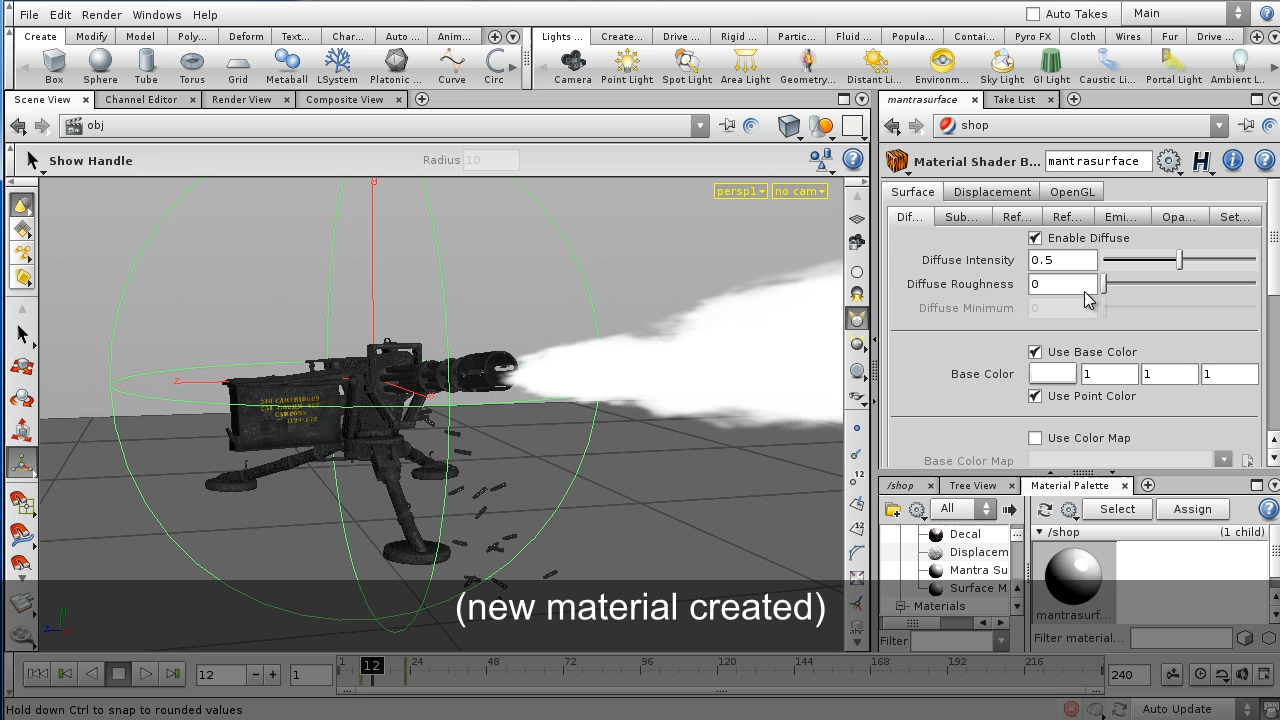 File Edit Render Windows Help
Auto Takes Main
Create Modify Model Poly... Deform Text... Char... Auto ... Anim...
Lights ... Create... Drive ... Rigid ... Partic... Fluid ... Popula... Contai... Pyro FX Cloth Wires Fur Drive ...
Box Sphere Tube Torus Grid Metaball LSystem Platonic ... Curve Circ
Camera Point Light Spot Light Area Light Geometry... Distant Li... Environm... Sky Light GI Light Caustic Li... Portal Light Ambient L...
Scene View Channel Editor Render View Composite View
mantrasurface Take List
obj
shop
Show Handle Radius 10
Material Shader B... mantrasurface
persp1 no cam
Surface Displacement OpenGL
Dif... Sub... Ref... Ref... Emi... Opa... Set...
Enable Diffuse
Diffuse Intensity 0.5
Diffuse Roughness 0
Diffuse Minimum 0
Use Base Color
Base Color 1 1 1
Use Point Color
Use Color Map
Base Color Map
/shop Tree View Material Palette
All
Select Assign
Decal
Displacem
Mantra Su
Surface M
Materials
Filter
/shop (1 child)
mantrasurf...
Filter material...
(new material created)
12 1
1 12 24 48 72 96 120 144 168 192 216
240
Hold down Ctrl to snap to rounded values
Auto Update